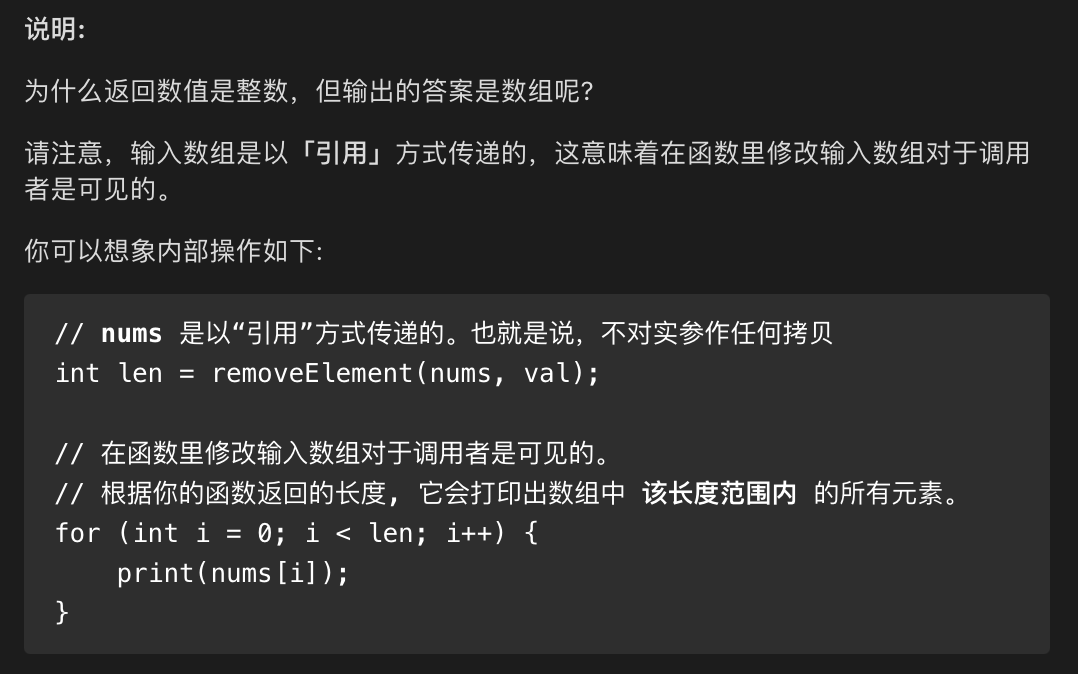 说明:
为什么返回数值是整数，但输出的答案是数组呢?
请注意，输入数组是以「引用」方式传递的，这意味着在函数里修改输入数组对于调用
者是可见的。
你可以想象内部操作如下:
// nums 是以“引用”方式传递的。也就是说，不对实参作任何拷贝
int len = removeElement(nums, val);
// 在函数里修改输入数组对于调用者是可见的。
// 根据你的函数返回的长度, 它会打印出数组中 该长度范围内 的所有元素。
for (int i = 0; i < len; i++) {
    print(nums[i]);
}